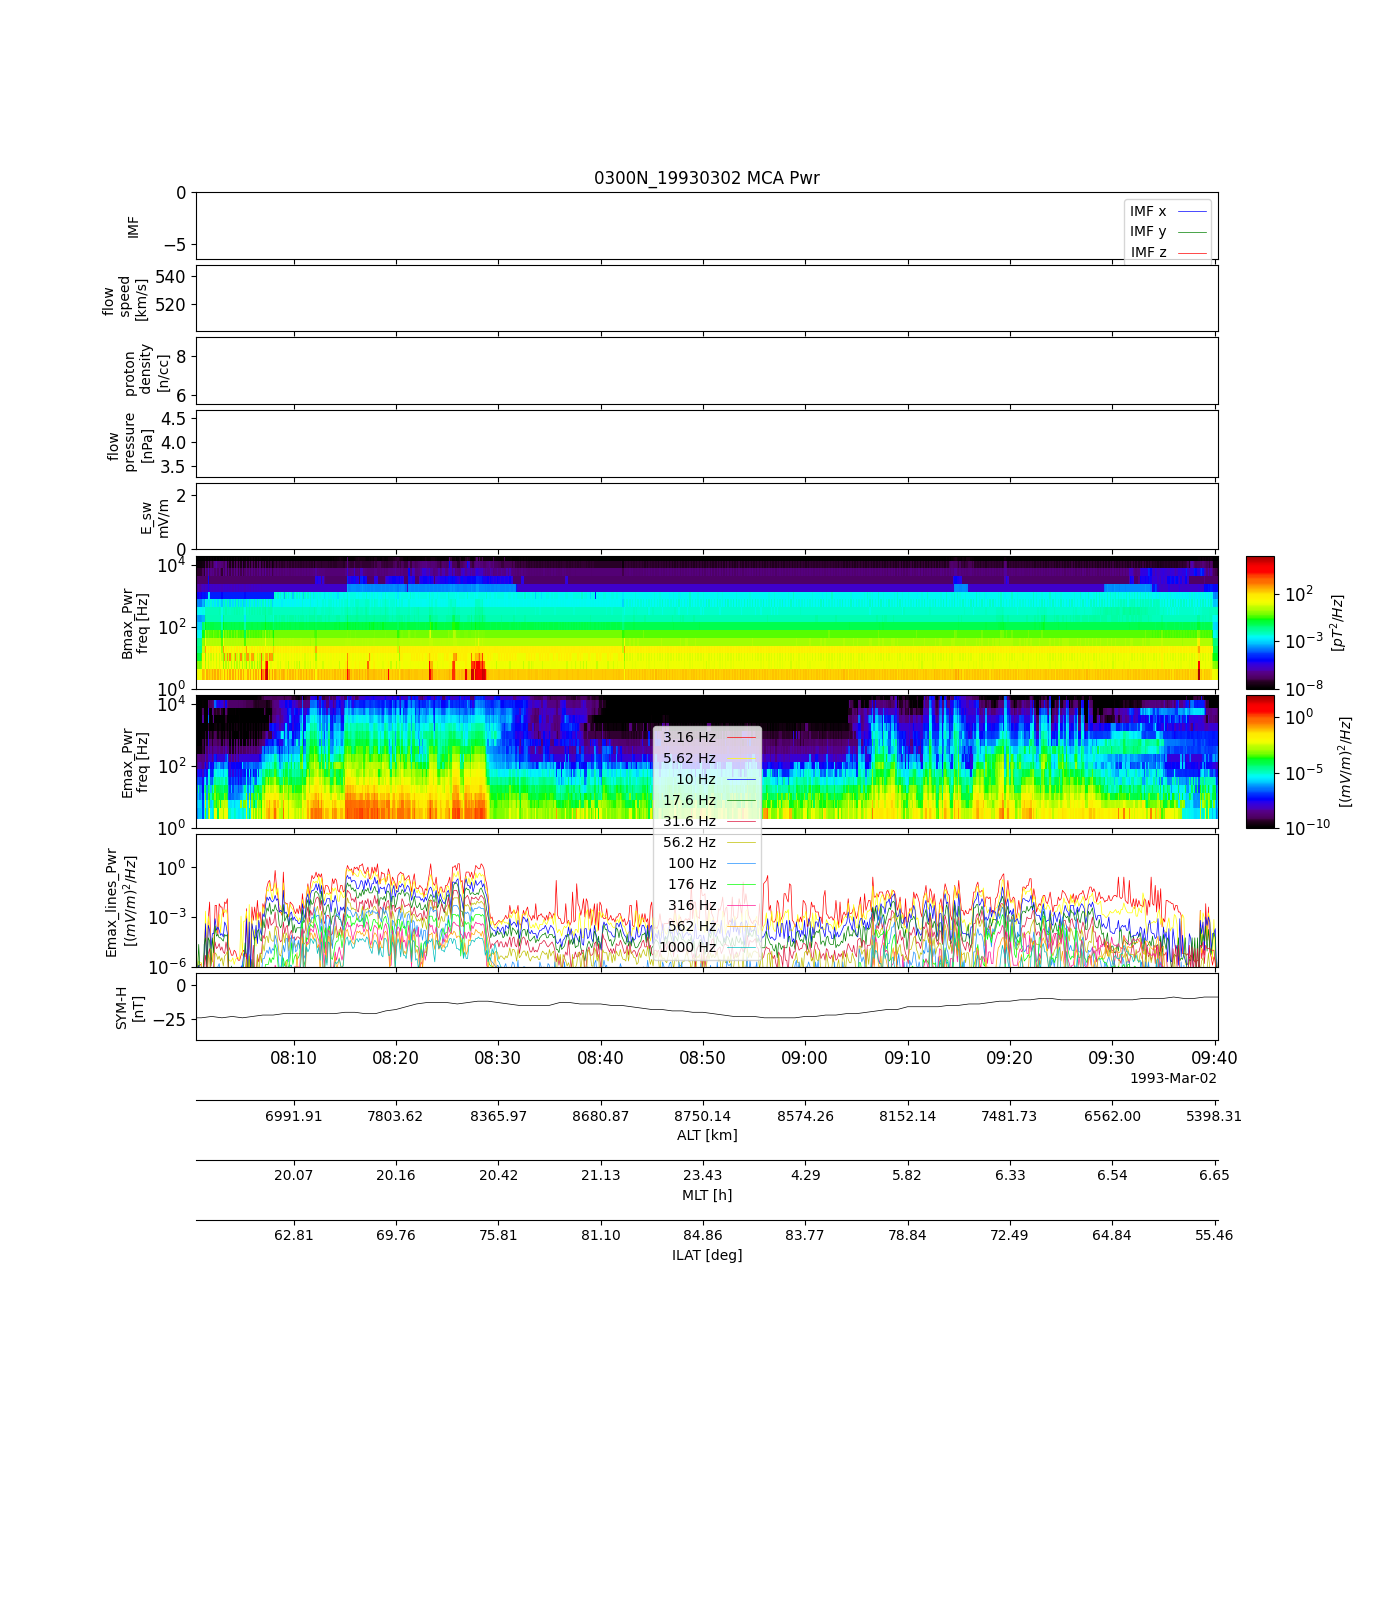 0300N_19930302 MCA Pwr
0
−5
IMF
IMF x
IMF y
IMF z
540
520
flow
speed
[km/s]
8
6
proton
density
[n/cc]
4.5
4.0
3.5
flow
pressure
[nPa]
2
0
E_sw
mV/m
10^4
10^2
10^0
Bmax_Pwr
freq [Hz]
10^2
10^−3
10^−8
[pT^2/Hz]
10^4
10^2
10^0
Emax_Pwr
freq [Hz]
10^0
10^−5
10^−10
[(mV/m)^2/Hz]
3.16 Hz
5.62 Hz
10 Hz
17.6 Hz
31.6 Hz
56.2 Hz
100 Hz
176 Hz
316 Hz
562 Hz
1000 Hz
10^0
10^−3
10^−6
Emax_lines_Pwr
[(mV/m)^2/Hz]
0
−25
SYM-H
[nT]
08:10 08:20 08:30 08:40 08:50 09:00 09:10 09:20 09:30 09:40
1993-Mar-02
6991.91 7803.62 8365.97 8680.87 8750.14 8574.26 8152.14 7481.73 6562.00 5398.31
ALT [km]
20.07 20.16 20.42 21.13 23.43 4.29 5.82 6.33 6.54 6.65
MLT [h]
62.81 69.76 75.81 81.10 84.86 83.77 78.84 72.49 64.84 55.46
ILAT [deg]